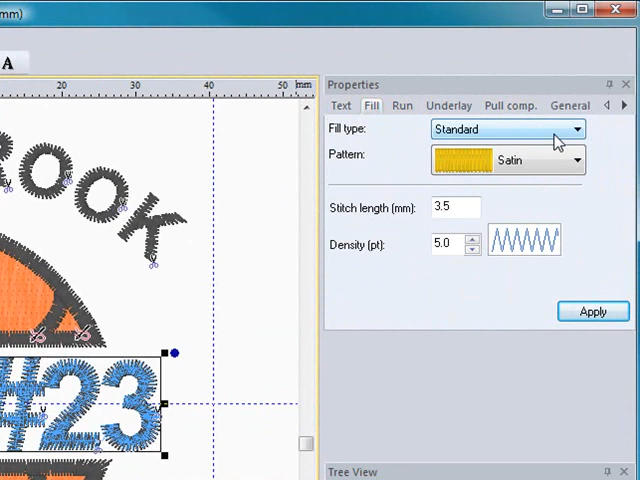 mm)
A
20 30 40 50 mm
Properties
Text Fill Run Underlay Pull comp. General
Fill type: Standard
Pattern: Satin
Stitch length (mm): 3.5
Density (pt): 5.0
Apply
ROOK
#23
Tree View